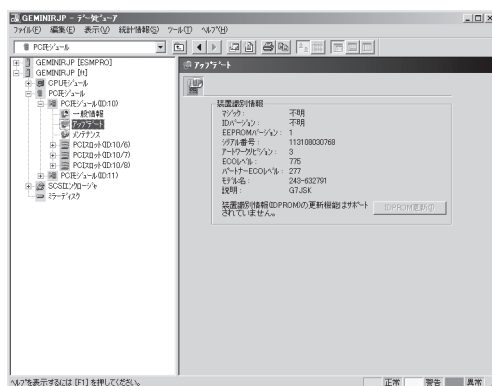 GEMINIRJP - データビューア
ファイル(F) 編集(E) 表示(V) 統計情報(S) ツール(T) ヘルプ(H)
PCIモジュール
GEMINIRJP [ESMPRO]
GEMINIRJP [ft]
CPUモジュール
PCIモジュール
PCIモジュール(ID:10)
一般情報
アップデート
メンテナンス
PCIスロット(ID:10/6)
PCIスロット(ID:10/7)
PCIスロット(ID:10/8)
PCIモジュール(ID:11)
SCSIエンクロージャ
ミラーディスク
アップデート
装置識別情報
マジック: 不明
IDバージョン: 不明
EEPROMバージョン: 1
シリアル番号: 113108030768
アートワークリビジョン: 3
ECOレベル: 775
パートナーECOレベル: 277
モデル名: 243-632791
説明: G7JSK
装置識別情報(IDPROM)の更新機能はサポート
されていません。
IDPROM更新(I)
ヘルプを表示するには [F1] を押してください。
正常 警告 異常